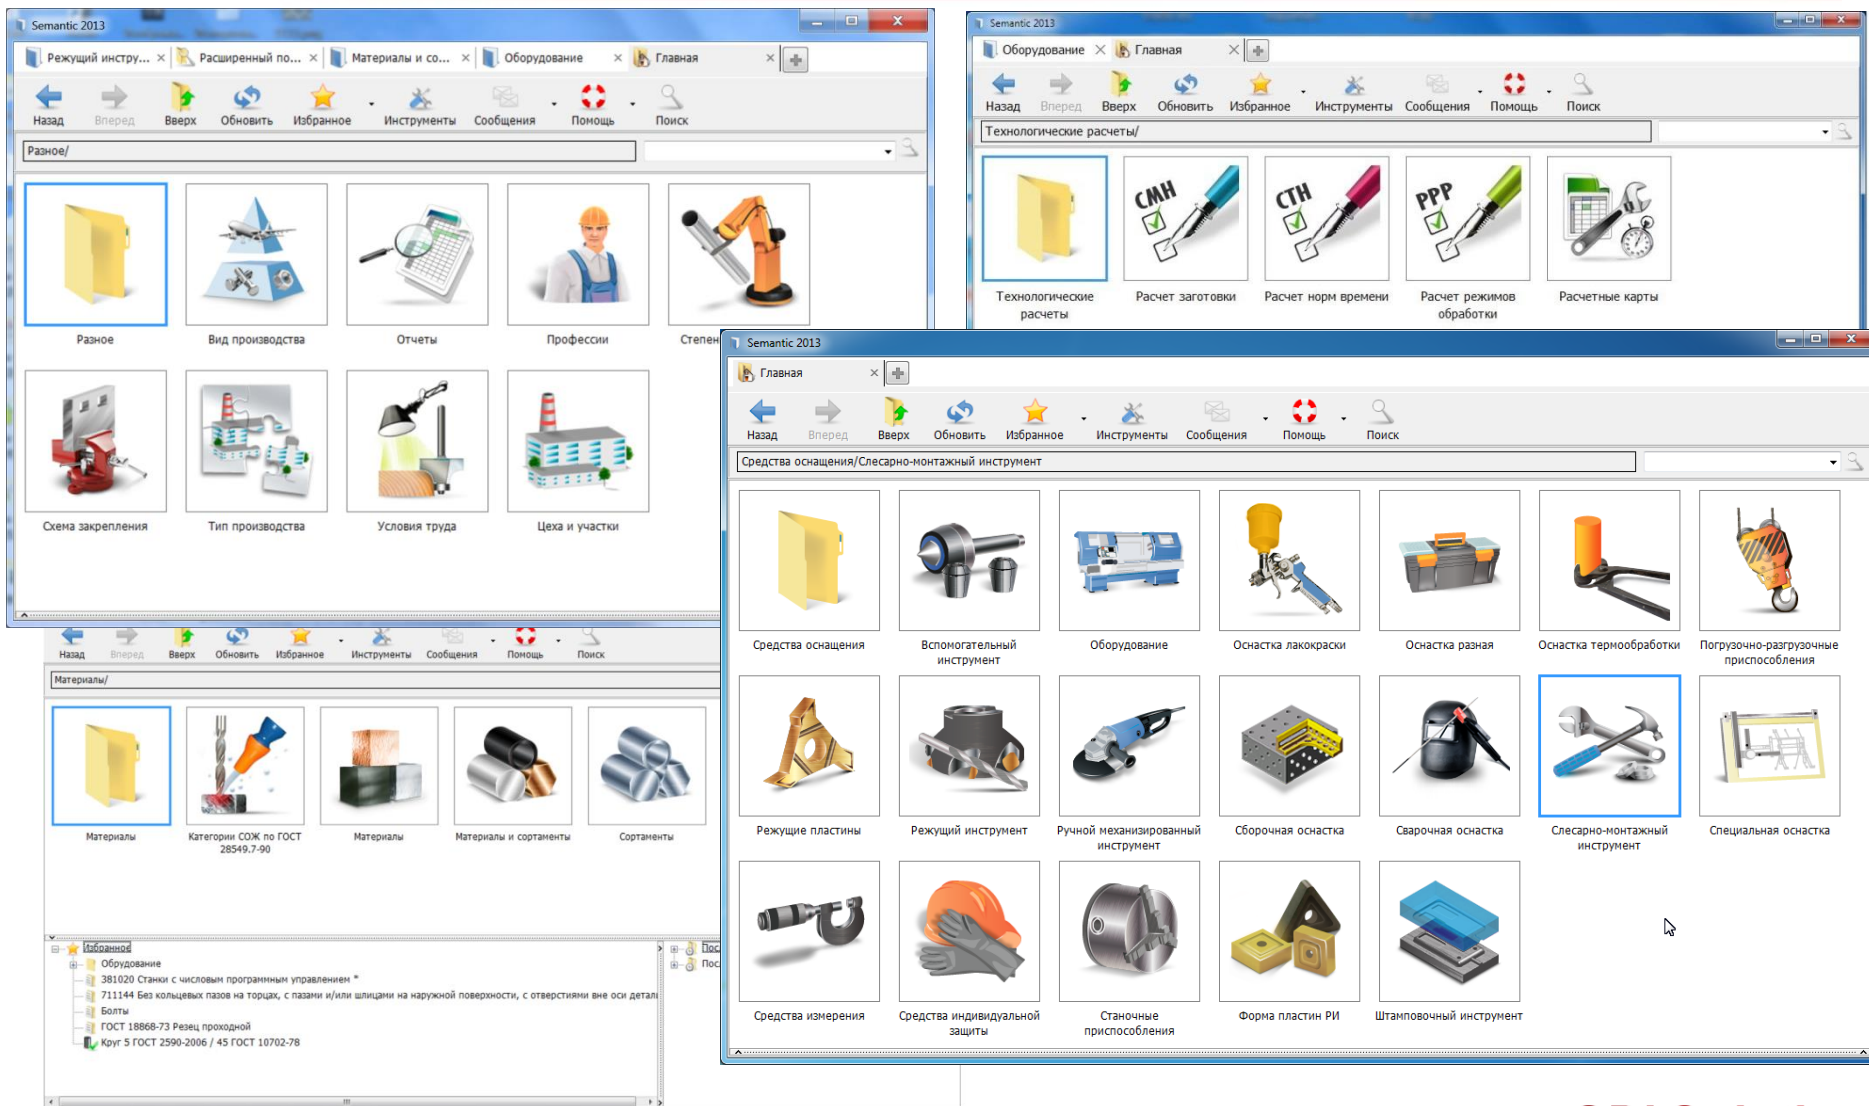 Semantic 2013
Режущий инстру...
Расширенный по...
Материалы и со...
Оборудование
Главная
Назад
Вперед
Вверх
Обновить
Избранное
Инструменты
Сообщения
Помощь
Поиск
Разное/
Разное
Вид производства
Отчеты
Профессии
Степен
Схема закрепления
Тип производства
Условия труда
Цеха и участки
Semantic 2013
Оборудование
Главная
Назад
Вперед
Вверх
Обновить
Избранное
Инструменты
Сообщения
Помощь
Поиск
Технологические расчеты/
СМН
СТН
РРР
Технологические
расчеты
Расчет заготовки
Расчет норм времени
Расчет режимов
обработки
Расчетные карты
Semantic 2013
Главная
Назад
Вперед
Вверх
Обновить
Избранное
Инструменты
Сообщения
Помощь
Поиск
Средства оснащения/Слесарно-монтажный инструмент
Средства оснащения
Вспомогательный
инструмент
Оборудование
Оснастка лакокраски
Оснастка разная
Оснастка термообработки
Погрузочно-разгрузочные
приспособления
Режущие пластины
Режущий инструмент
Ручной механизированный
инструмент
Сборочная оснастка
Сварочная оснастка
Слесарно-монтажный
инструмент
Специальная оснастка
Средства измерения
Средства индивидуальной
защиты
Станочные
приспособления
Форма пластин РИ
Штамповочный инструмент
Назад
Вперед
Вверх
Обновить
Избранное
Инструменты
Сообщения
Помощь
Поиск
Материалы/
Материалы
Категории СОЖ по ГОСТ
28549.7-90
Материалы
Материалы и сортаменты
Сортаменты
Избранное
Обрудование
381020 Станки с числовым программным управлением *
711144 Без кольцевых пазов на торцах, с пазами и/или шлицами на наружной поверхности, с отверстиями вне оси детал
Болты
ГОСТ 18868-73 Резец проходной
Круг 5 ГОСТ 2590-2006 / 45 ГОСТ 10702-78
Пос
Пос